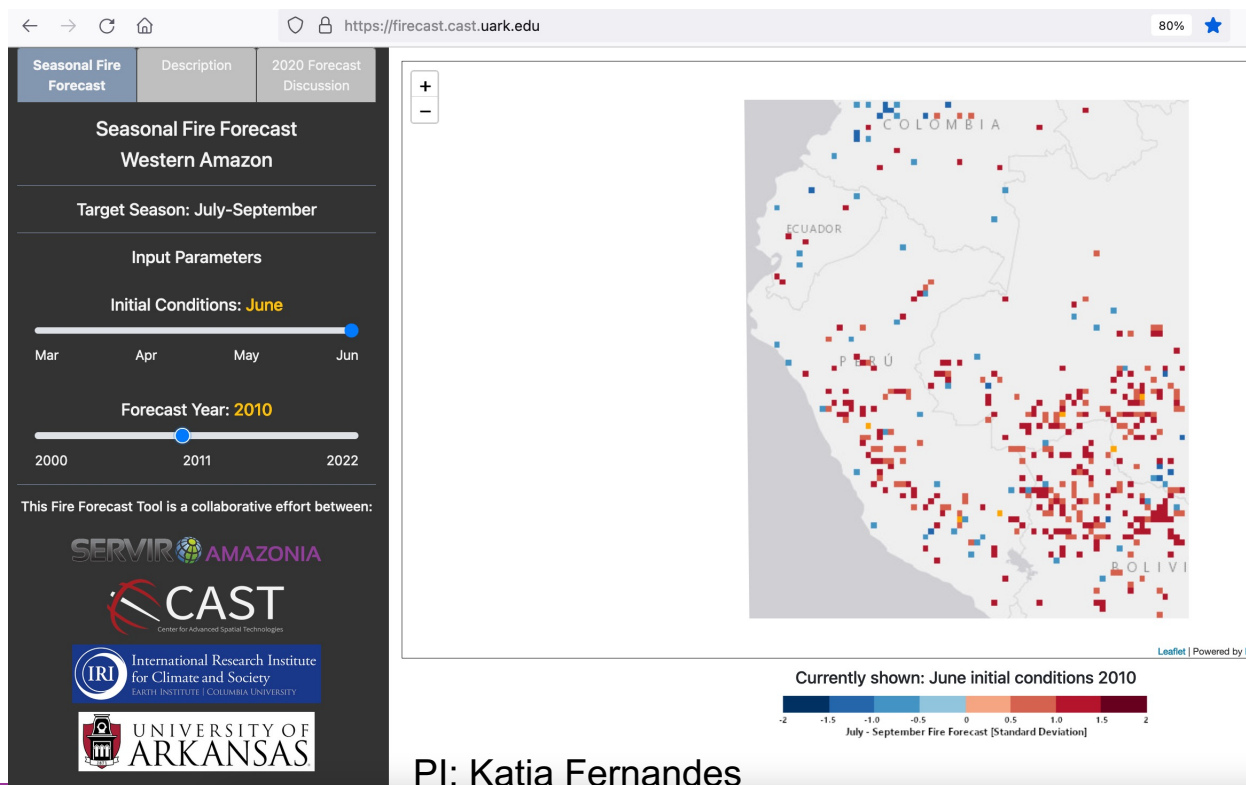 https://firecast.cast.uark.edu
80%
Seasonal Fire
Forecast
Description
2020 Forecast
Discussion
Seasonal Fire Forecast
Western Amazon
Target Season: July-September
Input Parameters
Initial Conditions: June
Mar Apr May Jun
Forecast Year: 2010
2000 2011 2022
This Fire Forecast Tool is a collaborative effort between:
SERVIR AMAZONIA
CAST
Center for Advanced Spatial Technologies
IRI
International Research Institute
for Climate and Society
EARTH INSTITUTE | COLUMBIA UNIVERSITY
UNIVERSITY OF
ARKANSAS
+
−
COLOMBIA
ECUADOR
PERÚ
BOLIVI
Leaflet | Powered by
Currently shown: June initial conditions 2010
-2 -1.5 -1.0 -0.5 0 0.5 1.0 1.5 2
July - September Fire Forecast [Standard Deviation]
PI: Katia Fernandes